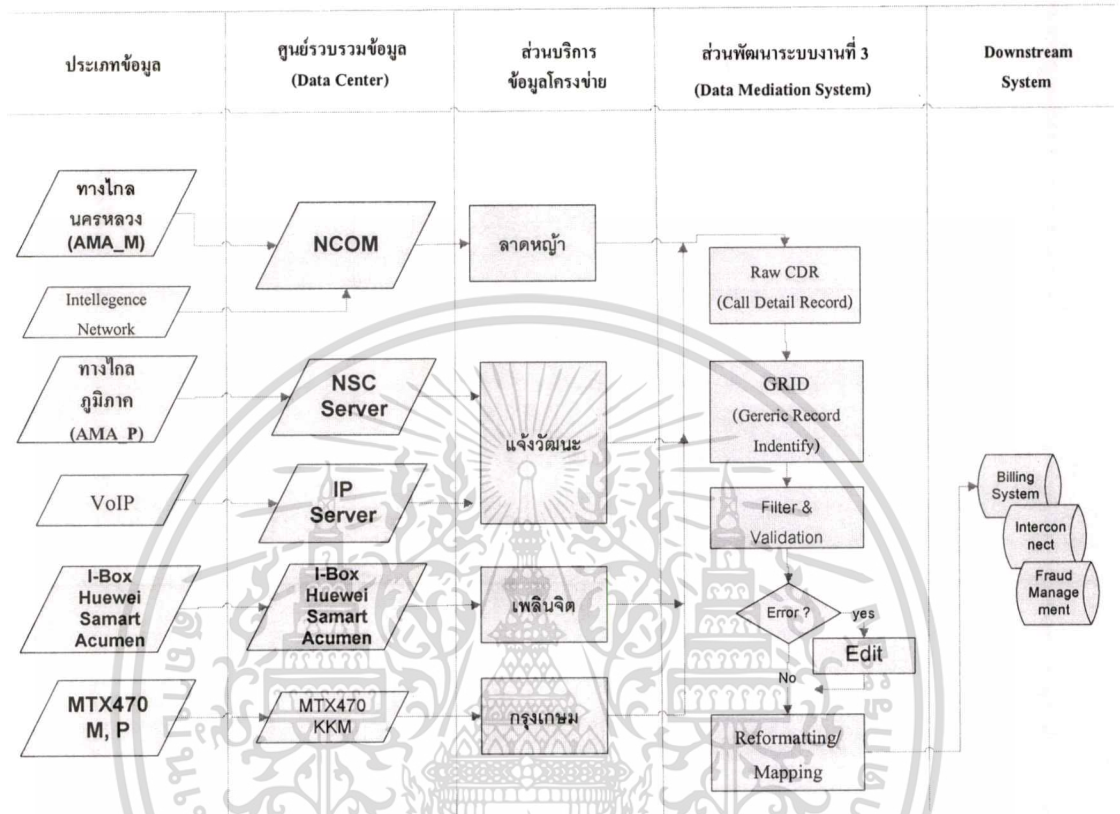 ประเภทข้อมูล
ศูนย์รวบรวมข้อมูล
(Data Center)
ส่วนบริการ
ข้อมูลโครงข่าย
ส่วนพัฒนาระบบงานที่ 3
(Data Mediation System)
Downstream
System
ทางไกล
นครหลวง
(AMA_M)
NCOM
ลาดหญ้า
Raw CDR
(Call Detail Record)
Intellegence
Network
ทางไกล
ภูมิภาค
(AMA_P)
NSC
Server
แจ้งวัฒนะ
GRID
(Gereric Record
Indentify)
VoIP
IP
Server
Filter &
Validation
Billing
System
Intercon
nect
Fraud
Manage
ment
I-Box
Huewei
Samart
Acumen
I-Box
Huewei
Samart
Acumen
เพลินจิต
Error ?
yes
Edit
No
MTX470
M, P
MTX470
KKM
กรุงเกษม
Reformatting/
Mapping